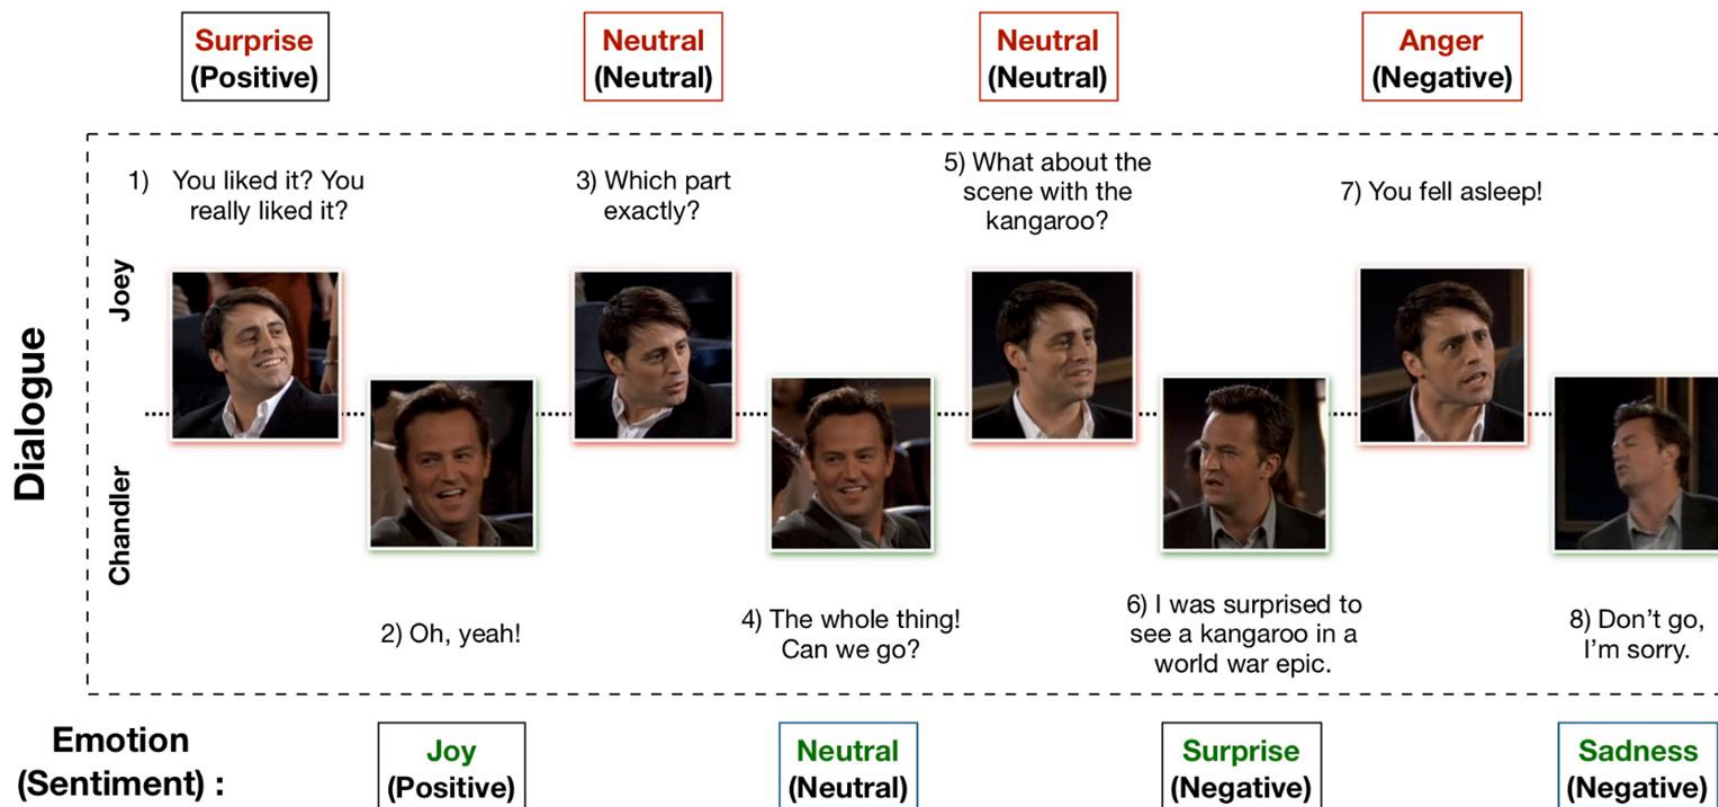 Surprise
(Positive)
Neutral
(Neutral)
Neutral
(Neutral)
Anger
(Negative)
Dialogue
Joey
Chandler
1) You liked it? You
really liked it?
2) Oh, yeah!
3) Which part
exactly?
4) The whole thing!
Can we go?
5) What about the
scene with the
kangaroo?
6) I was surprised to
see a kangaroo in a
world war epic.
7) You fell asleep!
8) Don’t go,
I’m sorry.
Emotion
(Sentiment) :
Joy
(Positive)
Neutral
(Neutral)
Surprise
(Negative)
Sadness
(Negative)